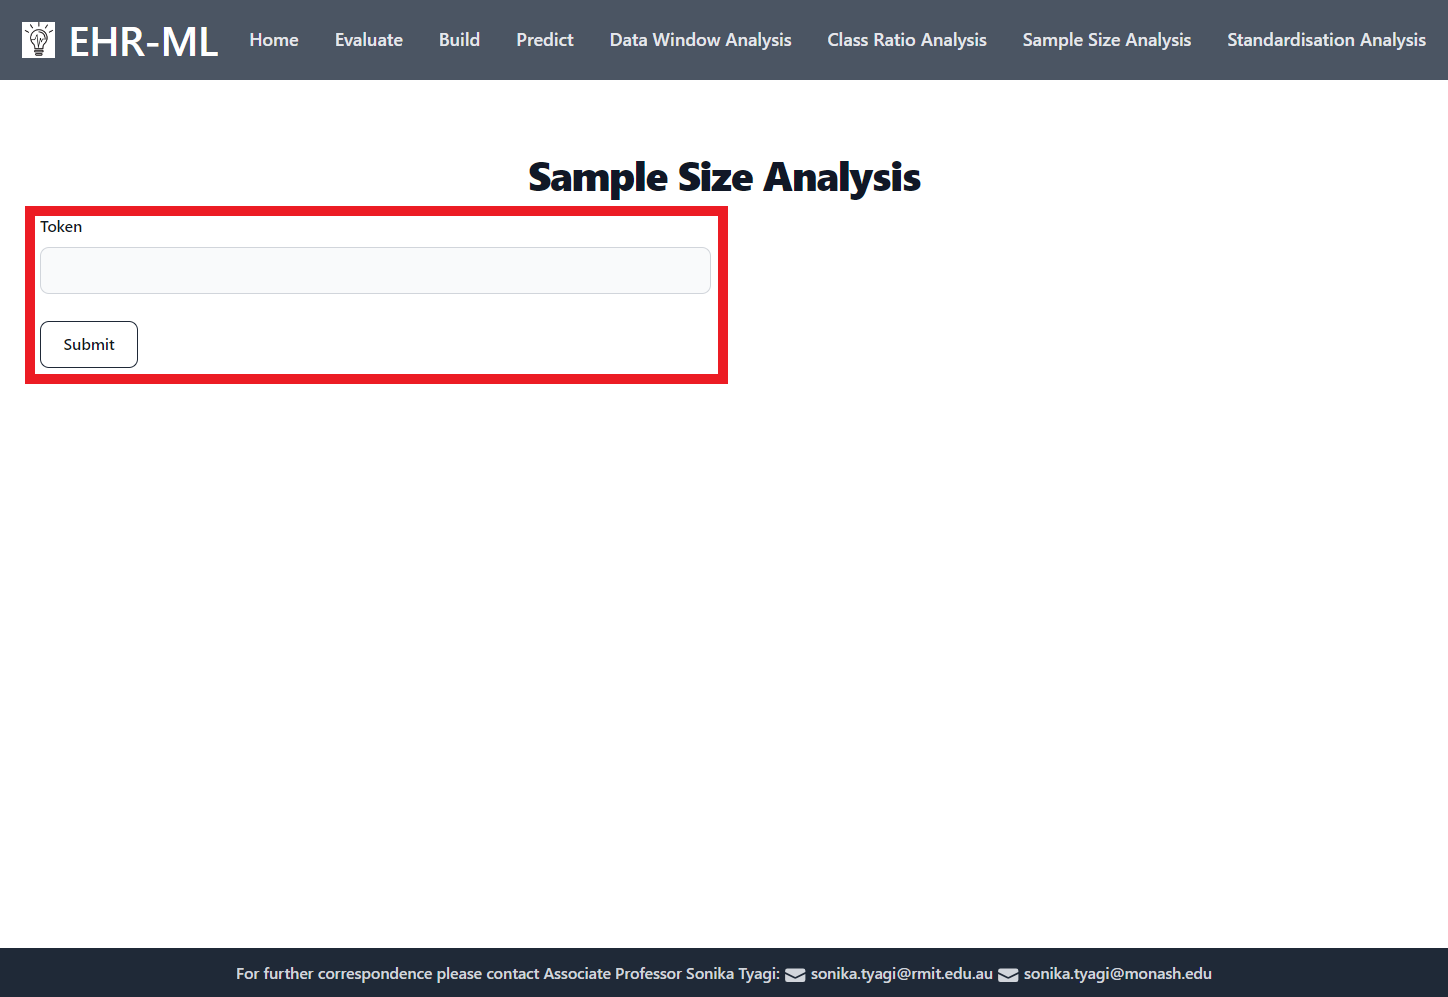 EHR-ML Home Evaluate Build Predict Data Window Analysis Class Ratio Analysis Sample Size Analysis Standardisation Analysis
Sample Size Analysis
Token
Submit
For further correspondence please contact Associate Professor Sonika Tyagi: sonika.tyagi@rmit.edu.au sonika.tyagi@monash.edu